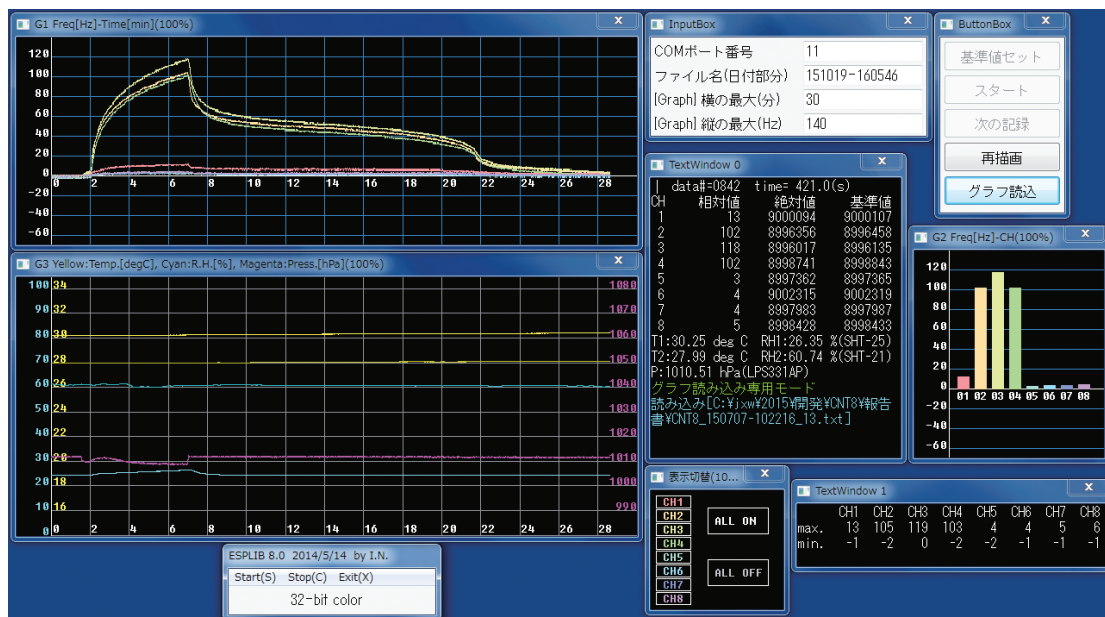 G1 Freq[Hz]-Time[min](100%)
120
100
80
60
40
20
0
-20
-40
-60
0 2 4 6 8 10 12 14 16 18 20 22 24 26 28
G3 Yellow:Temp.[degC], Cyan:R.H.[%], Magenta:Press.[hPa](100%)
100 34 1080
90 32 1070
80 30 1060
70 28 1050
60 26 1040
50 24 1030
40 22 1020
30 20 1010
20 18 1000
10 16 990
0 0 2 4 6 8 10 12 14 16 18 20 22 24 26 28
ESPLIB 8.0 2014/5/14 by I.N.
Start(S) Stop(C) Exit(X)
32-bit color
InputBox
COMポート番号 11
ファイル名(日付部分) 151019-160546
[Graph] 横の最大(分) 30
[Graph] 縦の最大(Hz) 140
ButtonBox
基準値セット
スタート
次の記録
再描画
グラフ読込
TextWindow 0
| data#=0842 time= 421.0(s)
CH 相対値 絶対値 基準値
1 13 9000094 9000107
2 102 8996356 8996458
3 118 8996017 8996135
4 102 8998741 8998843
5 3 8997362 8997365
6 4 9002315 9002319
7 4 8997983 8997987
8 5 8998428 8998433
T1:30.25 deg C RH1:26.35 %(SHT-25)
T2:27.99 deg C RH2:60.74 %(SHT-21)
P:1010.51 hPa(LPS331AP)
グラフ読み込み専用モード
読み込み[C:¥jxw¥2015¥開発¥CNT8¥報告
書¥CNT8_150707-102216_13.txt]
G2 Freq[Hz]-CH(100%)
120
100
80
60
40
20
0
01 02 03 04 05 06 07 08
-20
-40
-60
表示切替(10...
CH1
CH2
CH3
CH4
CH5
CH6
CH7
CH8
ALL ON
ALL OFF
TextWindow 1
CH1 CH2 CH3 CH4 CH5 CH6 CH7 CH8
max. 13 105 119 103 4 4 5 6
min. -1 -2 0 -2 -2 -1 -1 -1